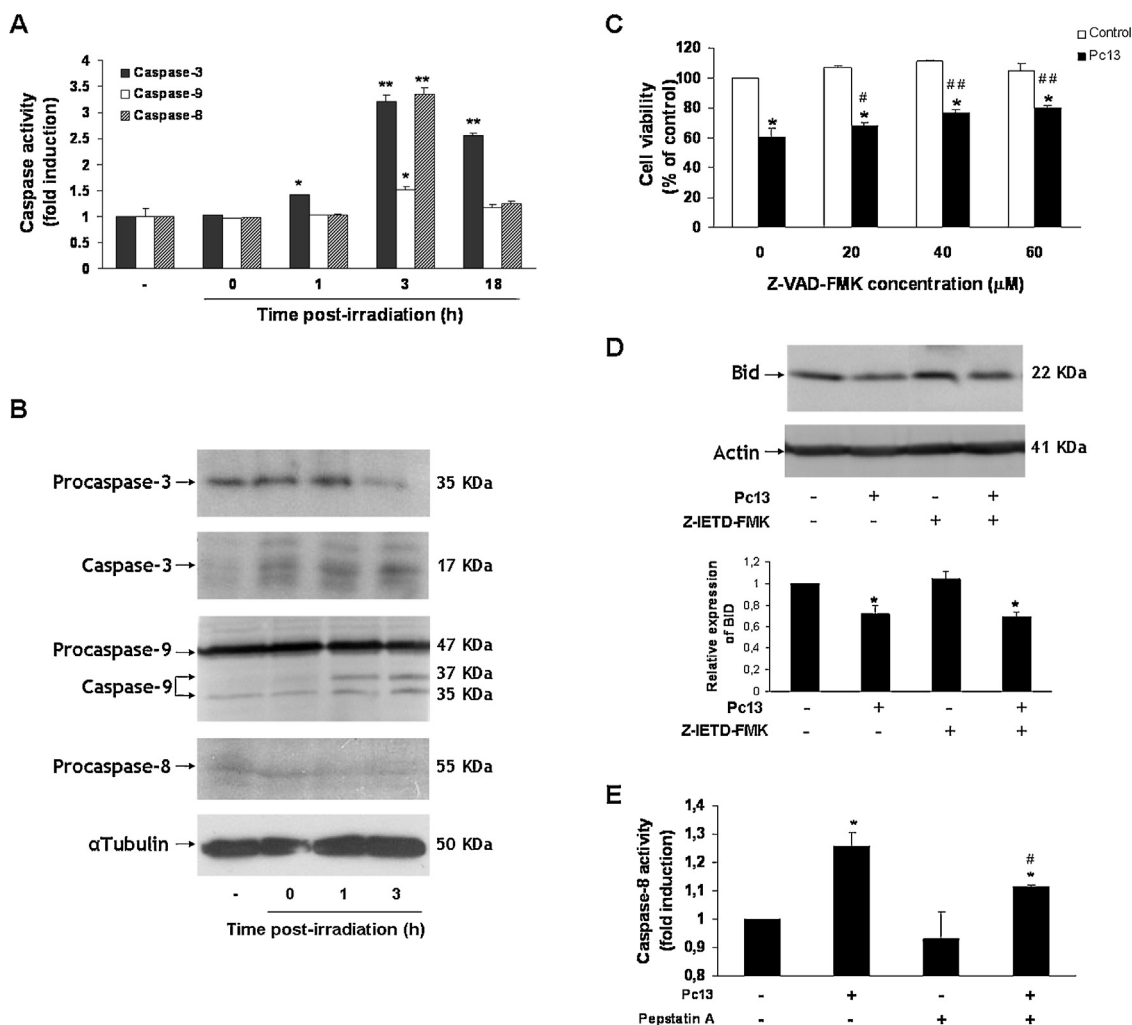 A
Caspase activity
(fold induction)
4
3.5
3
2.5
2
1.5
1
0.5
0
Caspase-3
Caspase-9
Caspase-8
*
**
*
**
**
- 0 1 3 18
Time post-irradiation (h)
B
Procaspase-3 35 KDa
Caspase-3 17 KDa
Procaspase-9 47 KDa
Caspase-9 37 KDa
35 KDa
Procaspase-8 55 KDa
αTubulin 50 KDa
- 0 1 3
Time post-irradiation (h)
C
Control
Pc13
Cell viability
(% of control)
120
100
80
60
40
20
0
# ## ##
* * * *
0 20 40 60
Z-VAD-FMK concentration (µM)
D
Bid 22 KDa
Actin 41 KDa
Pc13 - + - +
Z-IETD-FMK - - + +
Relative expression
of BID
1,2
1
0,8
0,6
0,4
0,2
0
* *
Pc13 - + - +
Z-IETD-FMK - - + +
E
Caspase-8 activity
(fold induction)
1,4
1,3
1,2
1,1
1
0,9
0,8
*
#
*
Pc13 - + - +
Pepstatin A - - + +